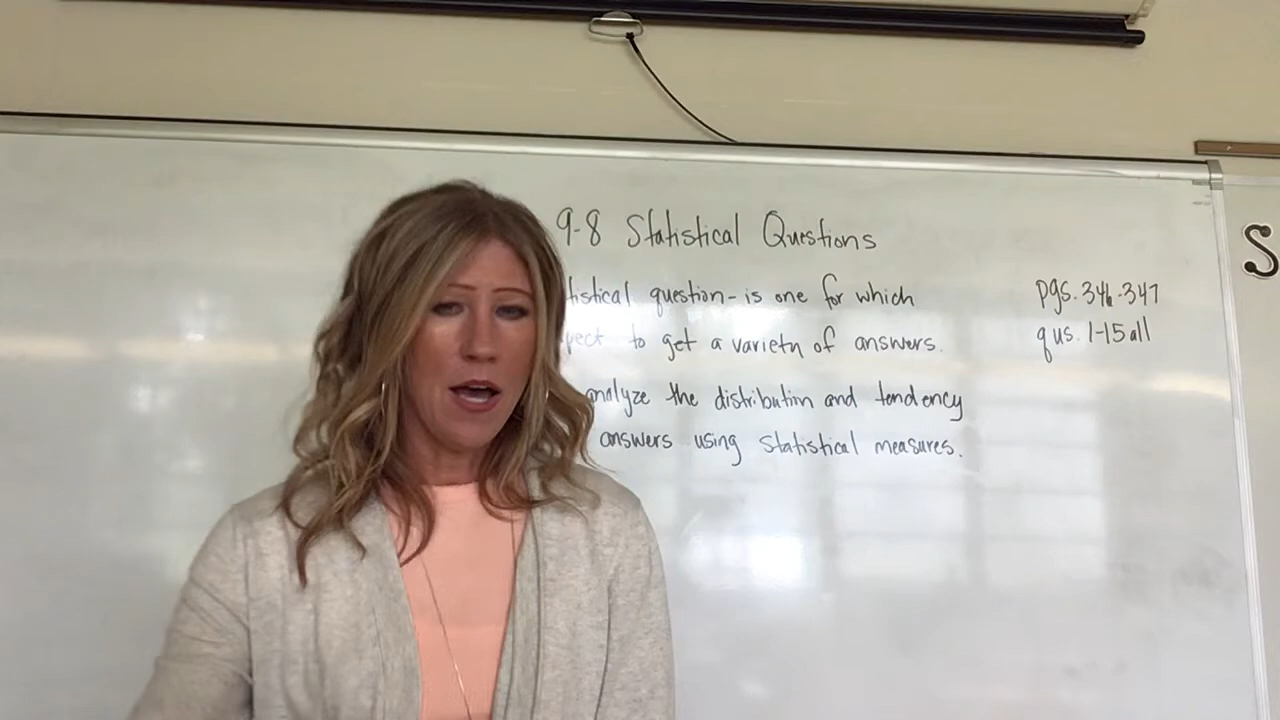 9-8 Statistical Questions
tistical question - is one for which
pect to get a variety of answers.
analyze the distribution and tendency
answers using statistical measures.
pgs. 346-347
qus. 1-15 all
S